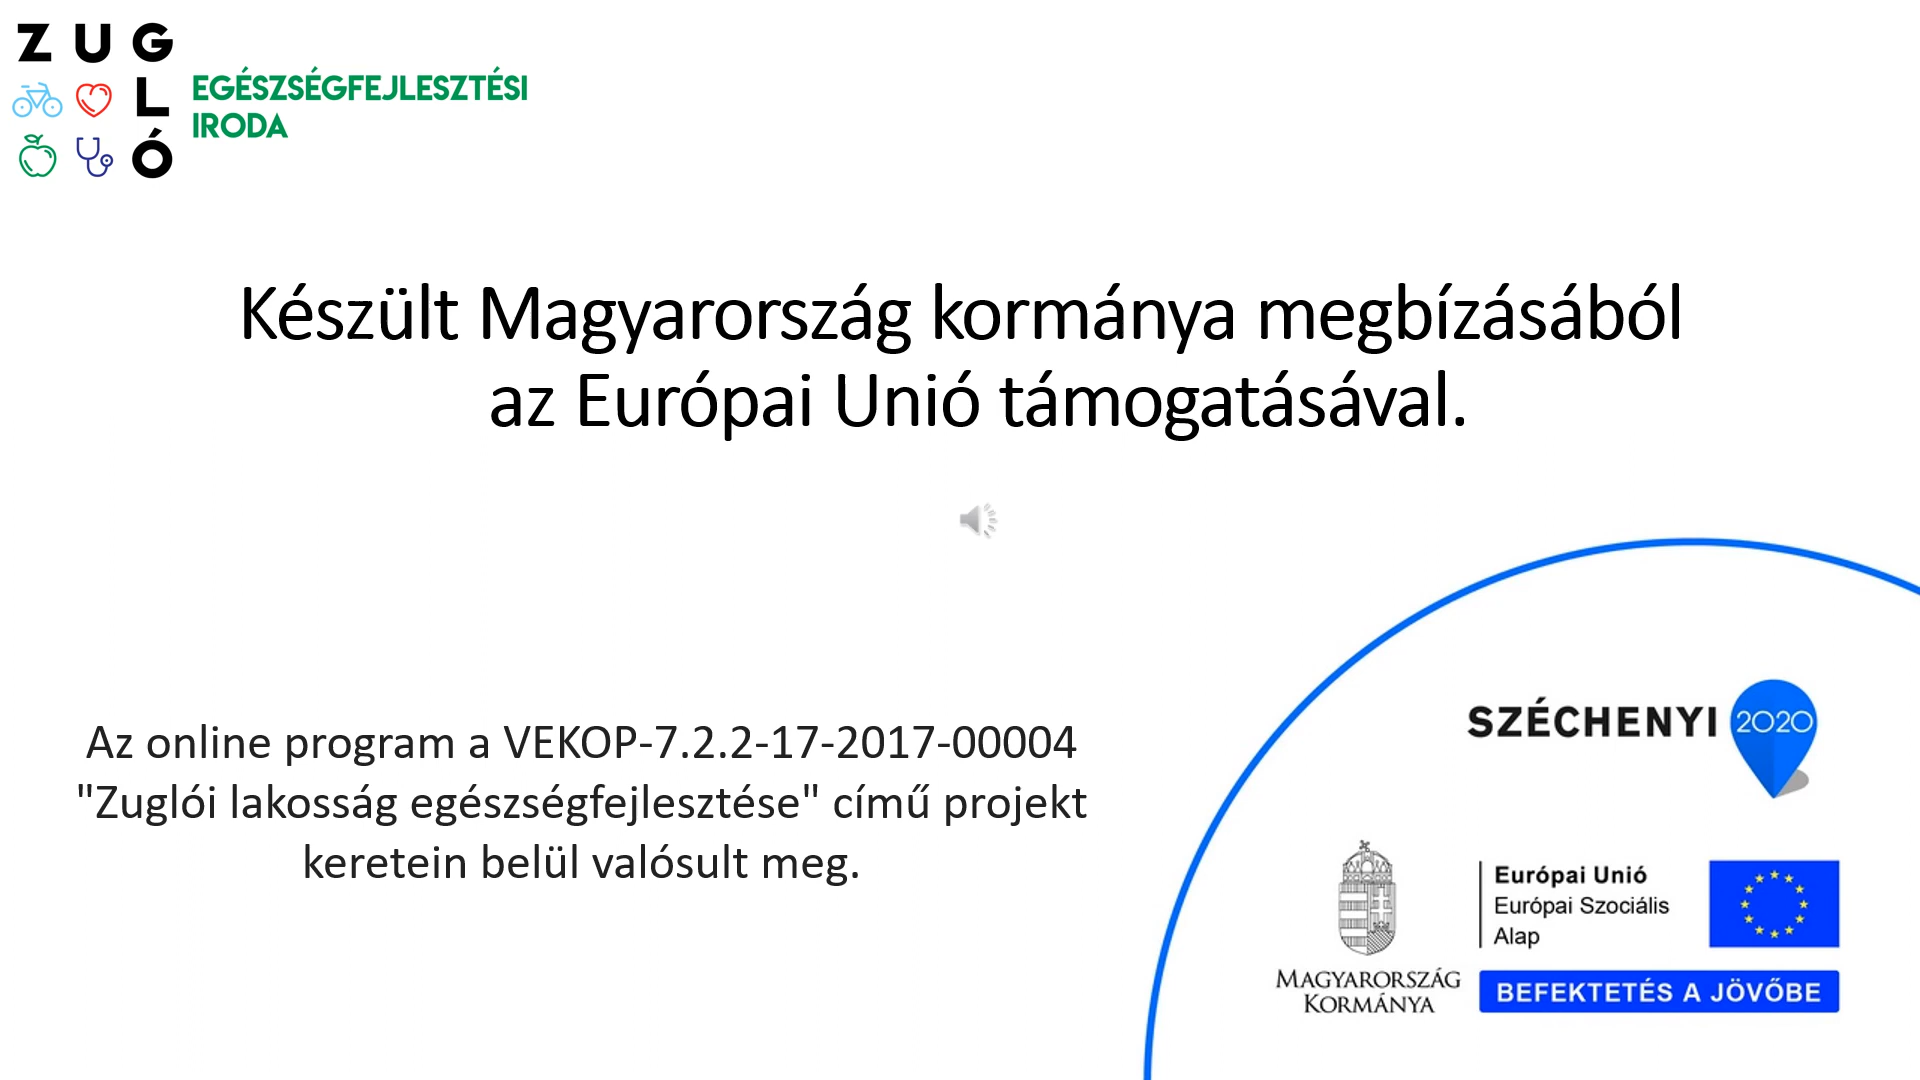 ZUGLÓ
EGÉSZSÉGFEJLESZTÉSI
IRODA
Készült Magyarország kormánya megbízásából
az Európai Unió támogatásával.
Az online program a VEKOP-7.2.2-17-2017-00004
"Zuglói lakosság egészségfejlesztése" című projekt
keretein belül valósult meg.
SZÉCHENYI 2020
MAGYARORSZÁG
KORMÁNYA
Európai Unió
Európai Szociális
Alap
BEFEKTETÉS A JÖVŐBE